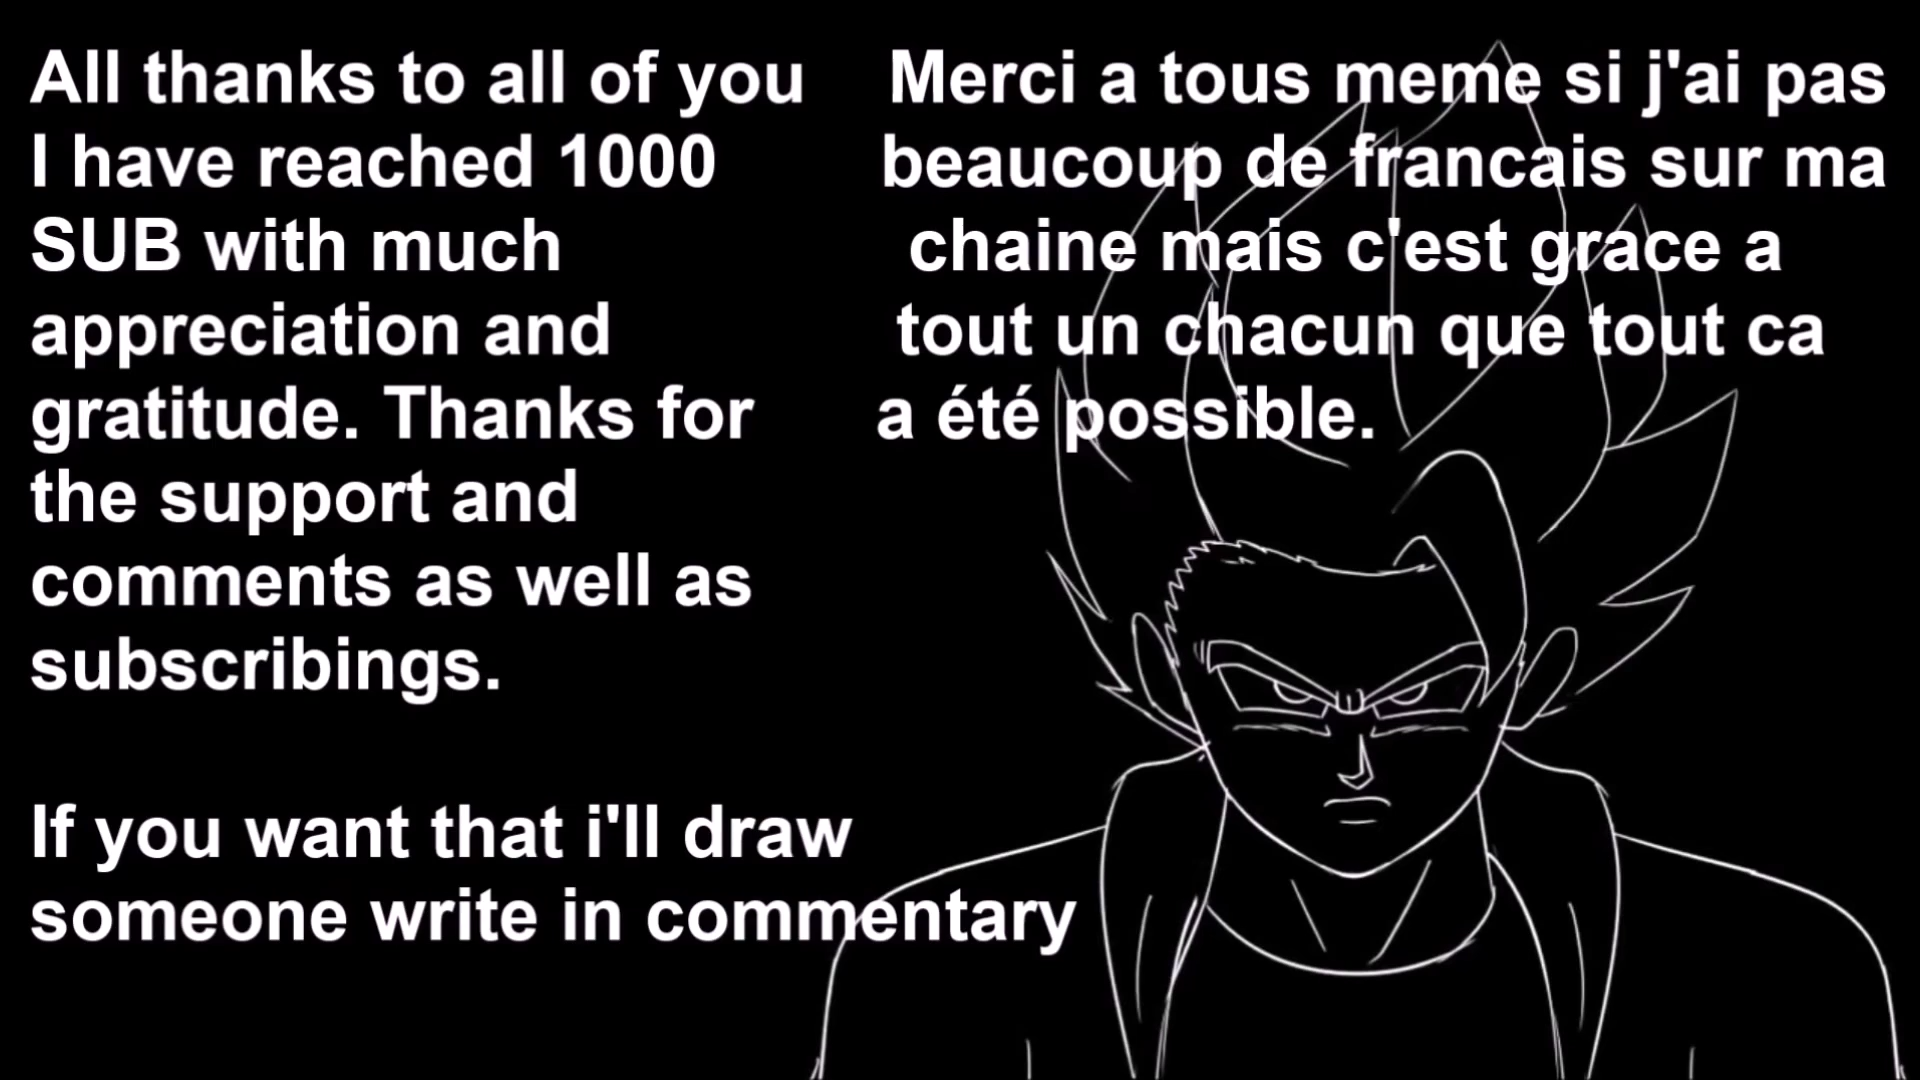 All thanks to all of you
I have reached 1000
SUB with much
appreciation and
gratitude. Thanks for
the support and
comments as well as
subscribings.
If you want that i'll draw
someone write in commentary
Merci a tous meme si j'ai pas
beaucoup de francais sur ma
chaine mais c'est grace a
tout un chacun que tout ca
a été possible.